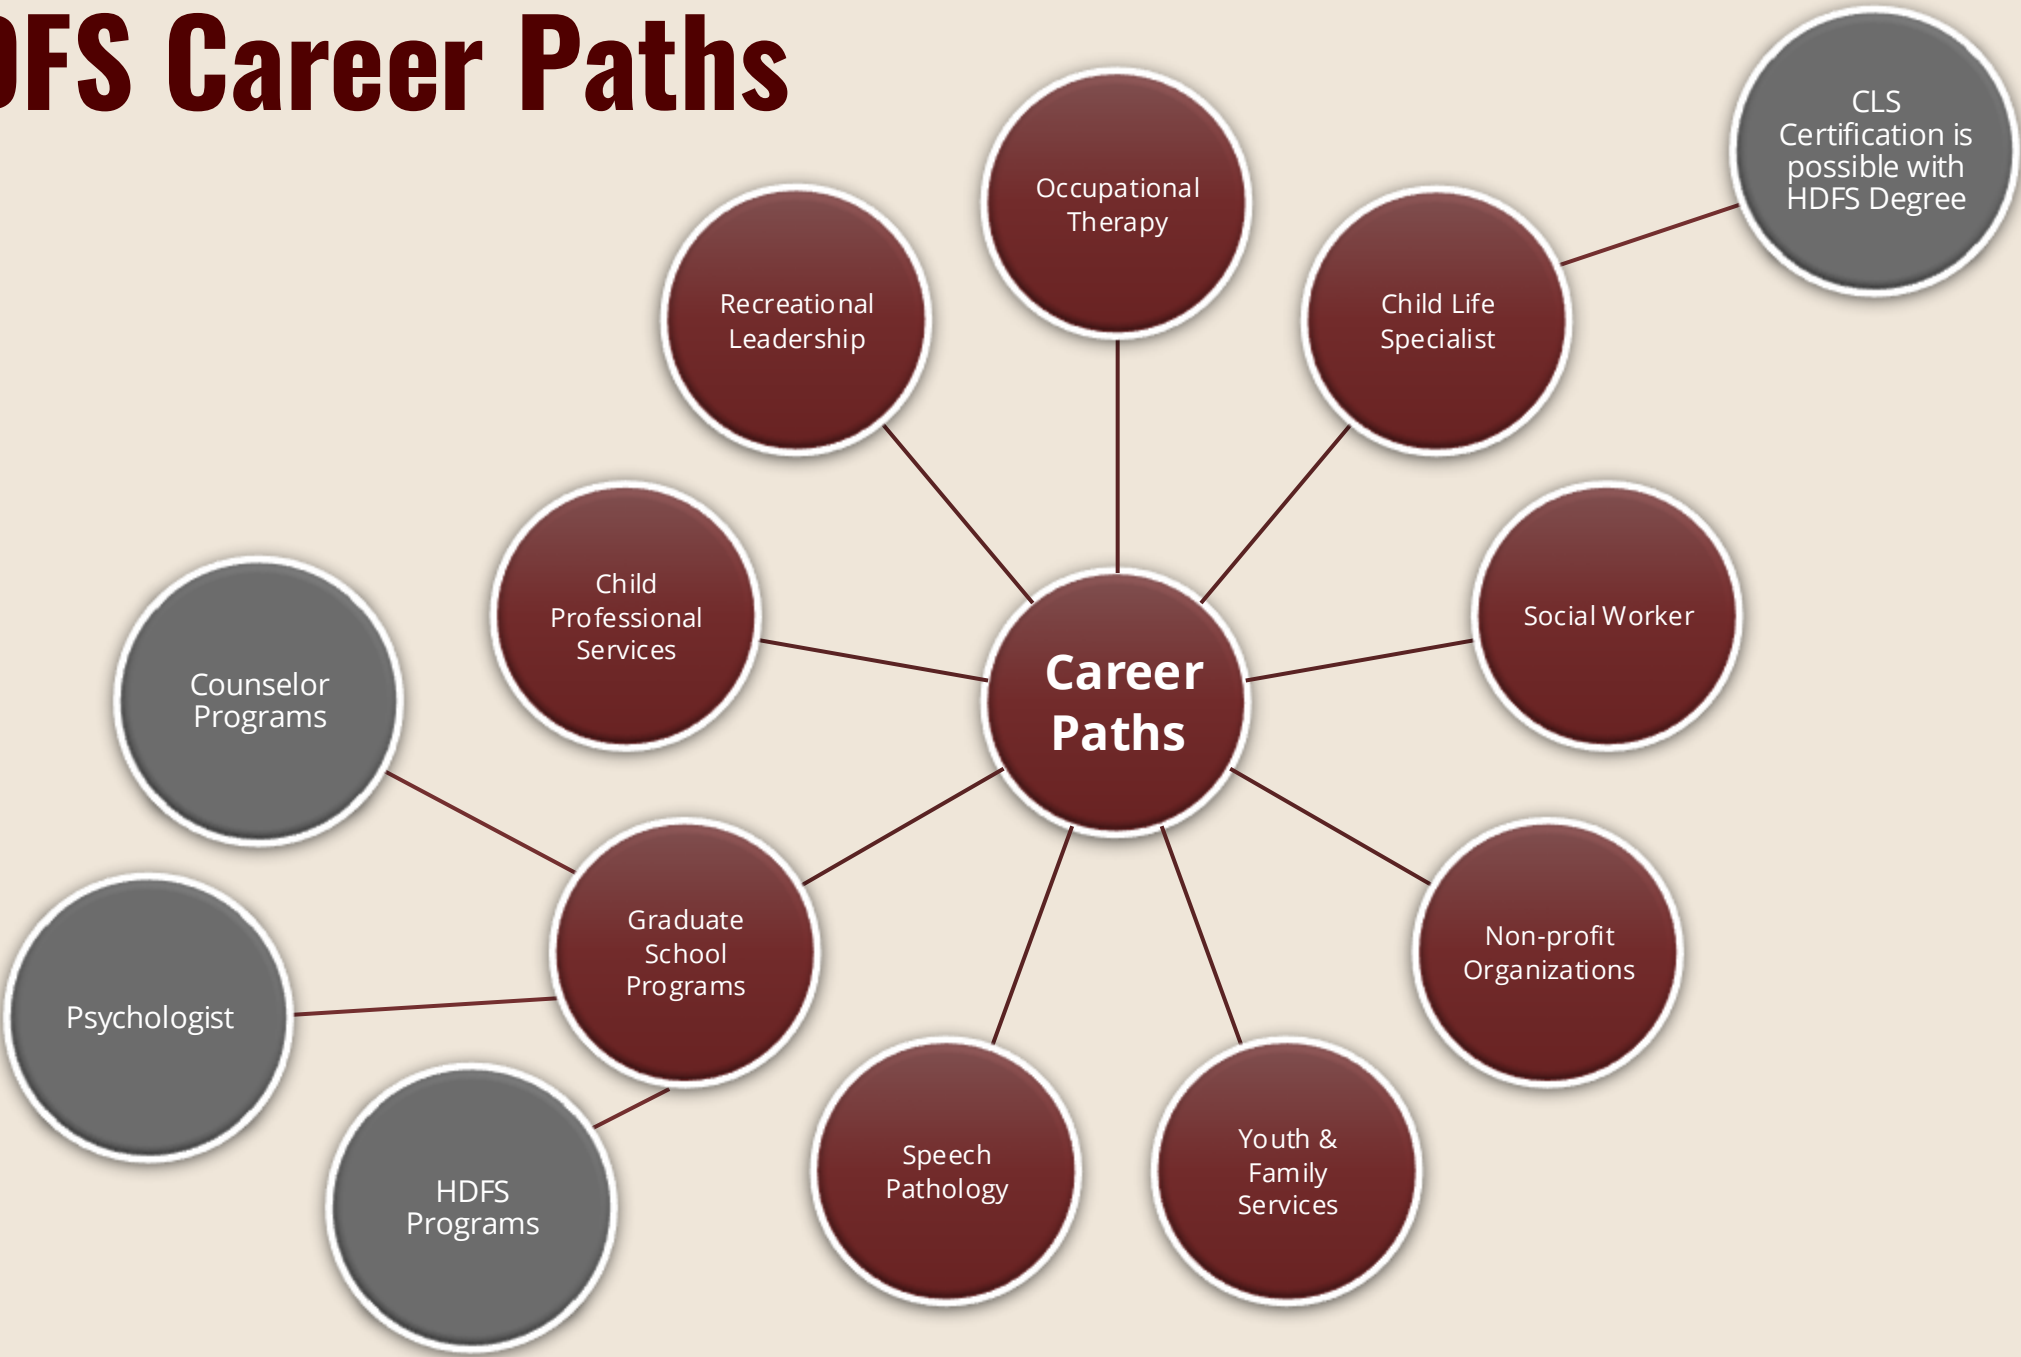 DFS Career Paths
CLS
Certification is
possible with
HDFS Degree
Occupational
Therapy
Recreational
Leadership
Child Life
Specialist
Child
Professional
Services
Social Worker
Career
Paths
Counselor
Programs
Graduate
School
Programs
Non-profit
Organizations
Psychologist
HDFS
Programs
Speech
Pathology
Youth &
Family
Services